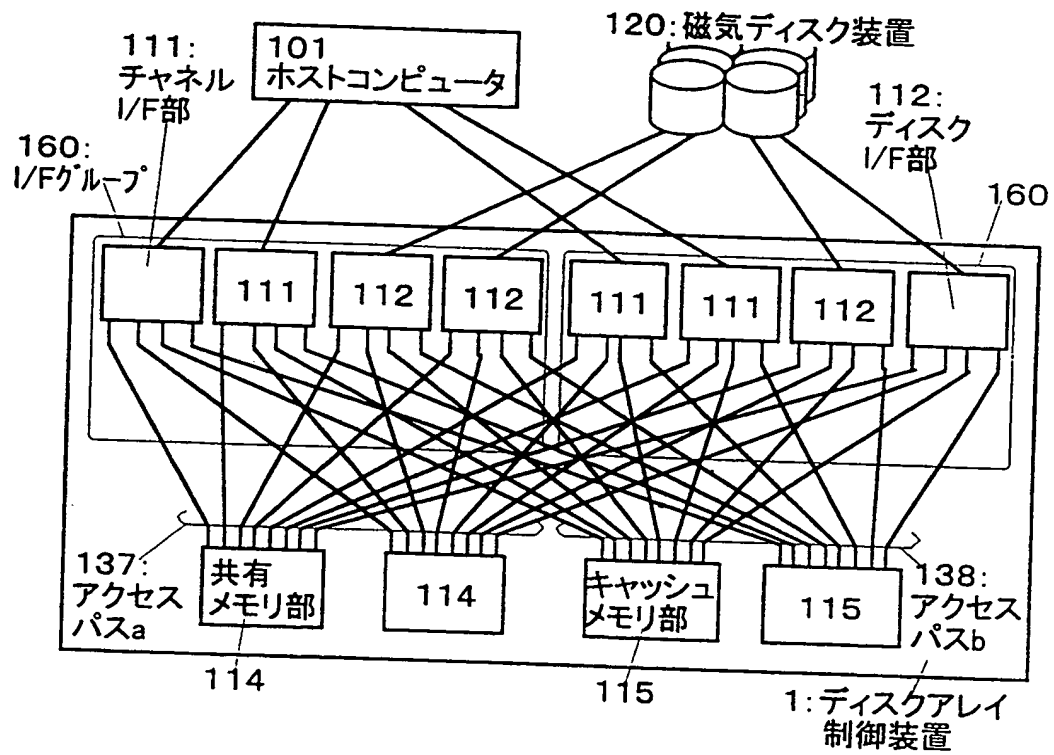 111:
チャネル
I/F部
101
ホストコンピュータ
120:磁気ディスク装置
112:
ディスク
I/F部
160:
I/Fグループ
160
111
112
112
111
111
112
137:
アクセス
パスa
共有
メモリ部
114
キャッシュ
メモリ部
115
138:
アクセス
パスb
114
115
1:ディスクアレイ
制御装置